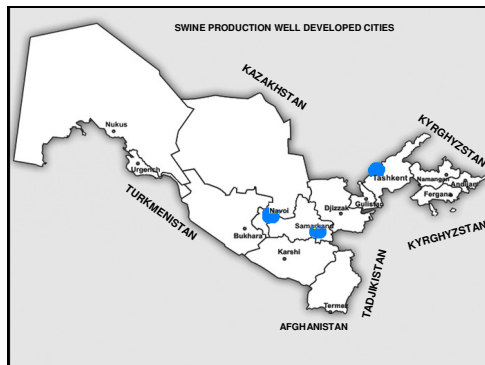 SWINE PRODUCTION WELL DEVELOPED CITIES
KAZAKHSTAN
KYRGHYZSTAN
Nukus
Urgench
Tashkent
Namangan
Andijan
Fergana
Gulistan
TURKMENISTAN
Navoi
Djizzak
Samarkand
Bukhara
KYRGHYZSTAN
Karshi
TADJIKISTAN
Termez
AFGHANISTAN